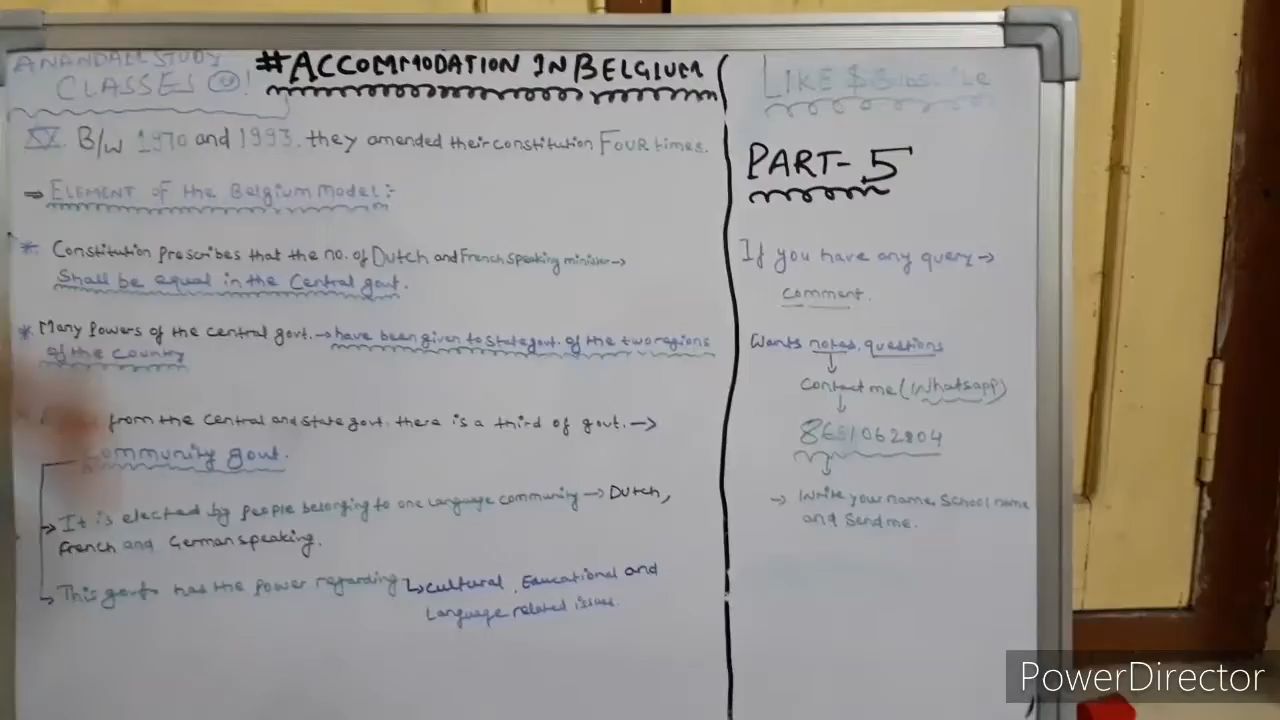 STUDY
CLASSES
#ACCOMMODATION IN BELGIUM
XV. B/W 1970 and 1993, they amended their constitution FOUR times.
→ ELEMENT of the Belgium Model:-
* Constitution prescribes that the no. of Dutch and French speaking minister→
Shall be equal in the Central govt.
* Many Powers of the central govt. → have been given to state govt. of the two regions
of the country
from the central and state govt. there is a third of govt. →
ommunity govt.
→ It is elected by people belonging to one language community → Dutch,
French and German speaking.
→ This govt. has the power regarding → cultural, Educational and
Language related issues.
LIKE $ Subscribe
PART-5
If you have any query →
comment.
Wants notes, questions
Contact me (Whatsapp)
8651062804
→ Write your name, School name
and Send me.
PowerDirector